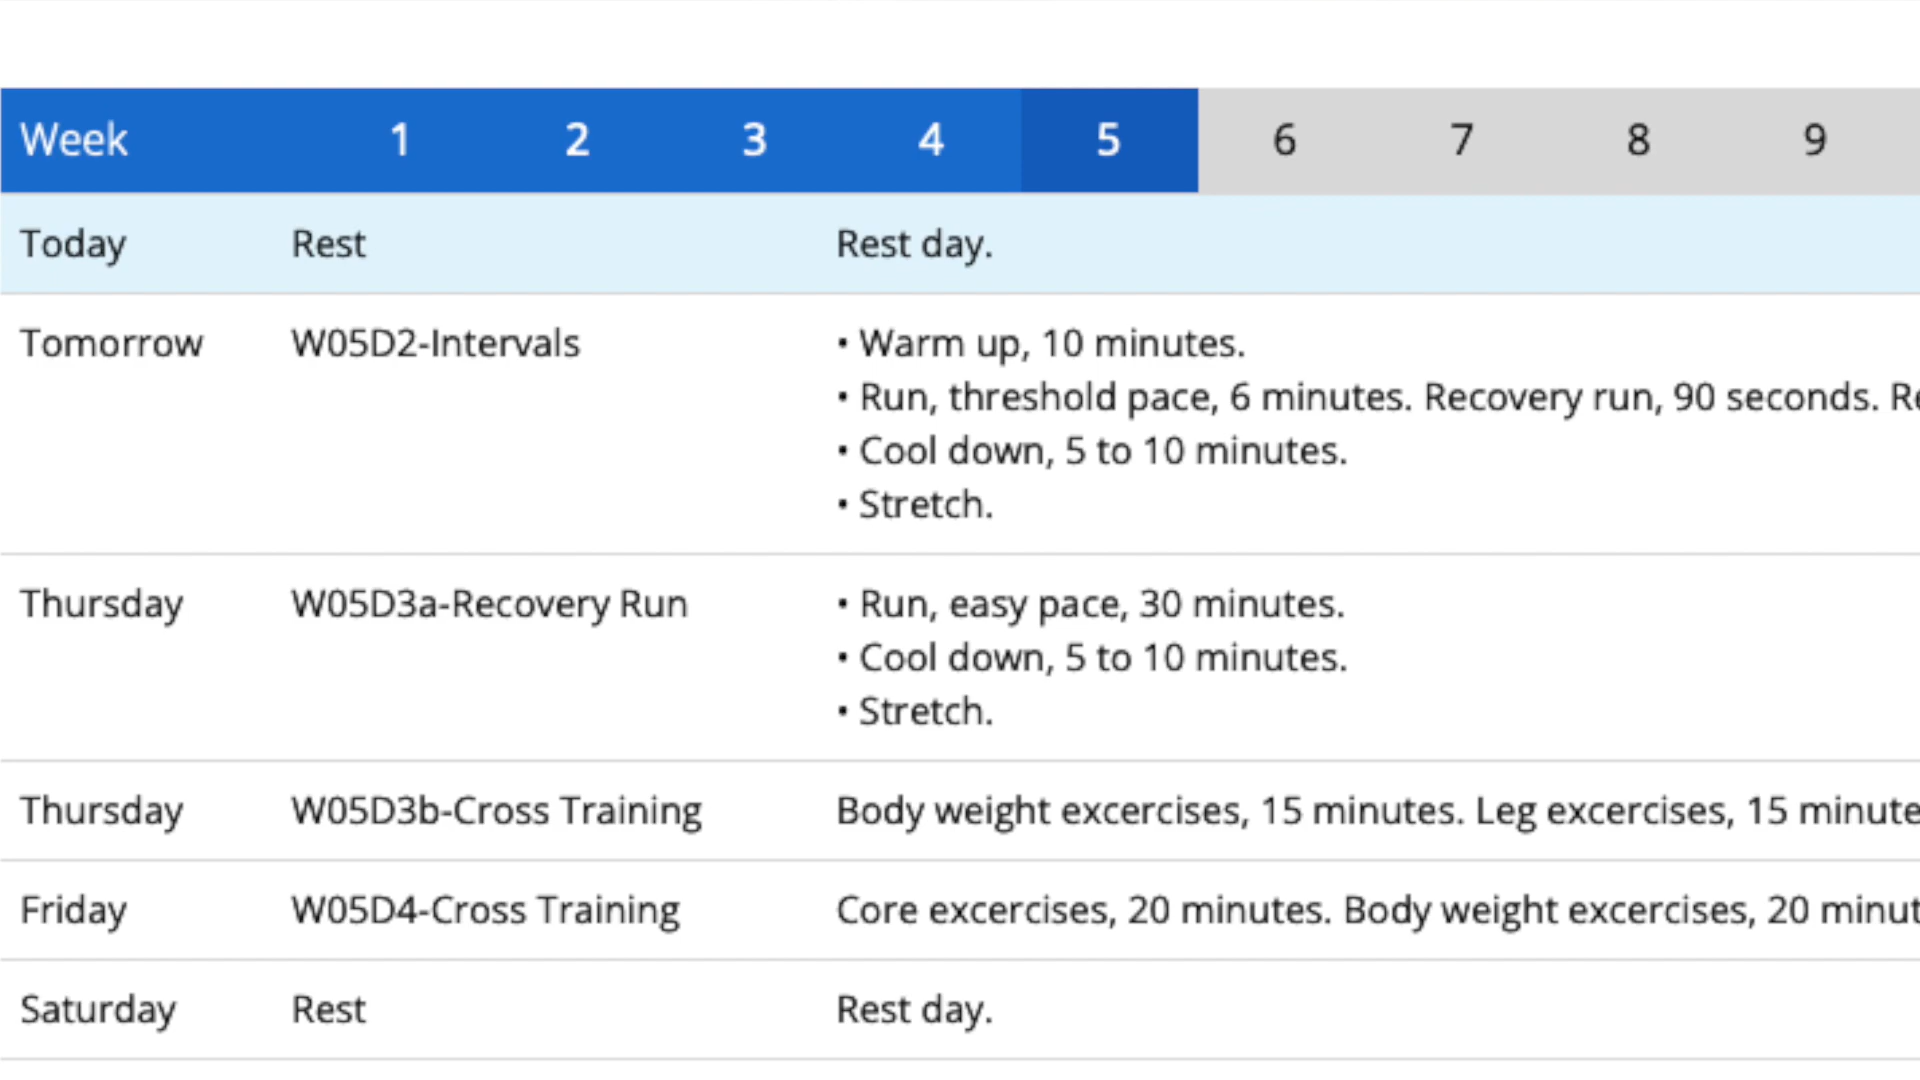 Week 1 2 3 4 5 6 7 8 9
Today Rest Rest day.
Tomorrow W05D2-Intervals • Warm up, 10 minutes.
• Run, threshold pace, 6 minutes. Recovery run, 90 seconds.
• Cool down, 5 to 10 minutes.
• Stretch.
Thursday W05D3a-Recovery Run • Run, easy pace, 30 minutes.
• Cool down, 5 to 10 minutes.
• Stretch.
Thursday W05D3b-Cross Training Body weight excercises, 15 minutes. Leg excercises, 15 minute
Friday W05D4-Cross Training Core excercises, 20 minutes. Body weight excercises, 20 minut
Saturday Rest Rest day.